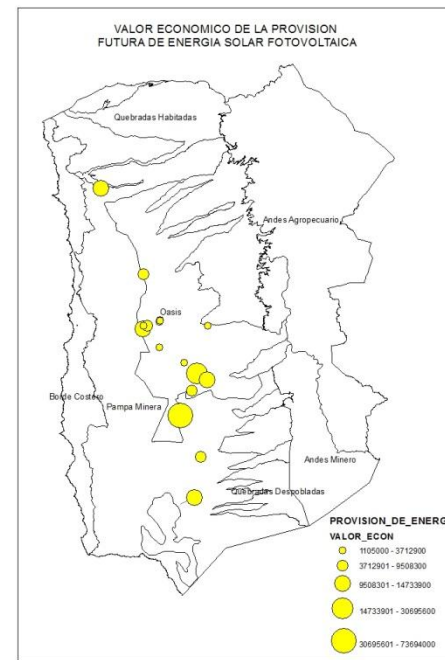 VALOR ECONOMICO DE LA PROVISION
FUTURA DE ENERGIA SOLAR FOTOVOLTAICA
Quebradas Habitadas
Andes Agropecuario
Oasis
Borde Costero
Pampa Minera
Andes Minero
Quebradas Despobladas
PROVISION_DE_ENERG
VALOR_ECON
1105000 - 3712900
3712901 - 9508300
9508301 - 14733900
14733901 - 30695600
30695601 - 73694000